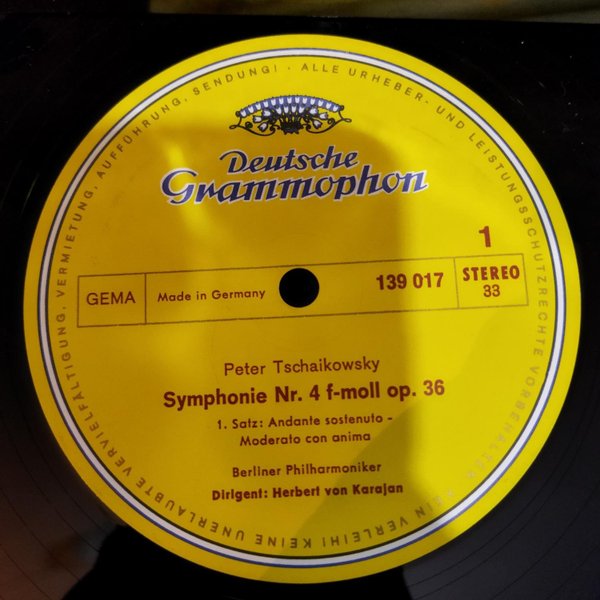 ALLE URHEBER- UND LEISTUNGSSCHUTZRECHTE VORBEHALTEN · KEIN VERLEIH! KEINE UNERLAUBTE VERVIELFÄLTIGUNG, VERMIETUNG, AUFFÜHRUNG, SENDUNG! ·
Deutsche
Grammophon
1
GEMA
Made in Germany
139 017
STEREO
33
Peter Tschaikowsky
Symphonie Nr. 4 f-moll op. 36
1. Satz: Andante sostenuto -
Moderato con anima
Berliner Philharmoniker
Dirigent: Herbert von Karajan